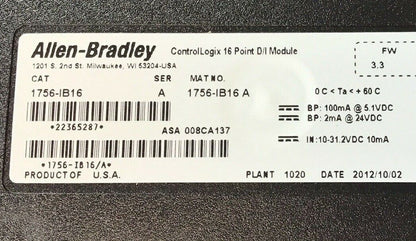 Allen-Bradley ControlLogix 16 Point D/I Module
1201 S. 2nd St. Milwaukee, WI 53204-USA
FW
3.3
CAT SER MAT NO.
1756-IB16 A 1756-IB16 A
0 C < Ta < +60 C
BP: 100mA @ 5.1VDC
BP: 2mA @ 24VDC
*22365287* ASA 008CA137
IN:10-31.2VDC 10mA
*1756-IB16/A*
PRODUCT OF U.S.A. PLANT 1020 DATE 2012/10/02